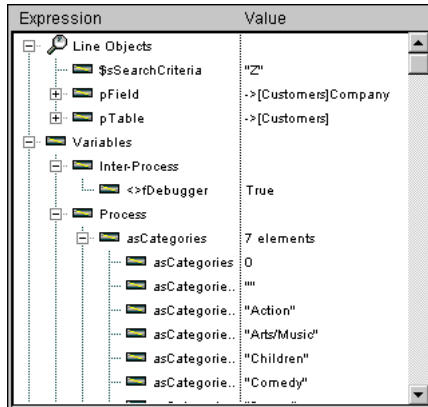 Expression Value
Line Objects
$sSearchCriteria "Z"
pField ->[Customers]Company
pTable ->[Customers]
Variables
Inter-Process
<>fDebugger True
Process
asCategories 7 elements
asCategories 0
asCategorie.. ""
asCategorie.. "Action"
asCategorie.. "Arts/Music"
asCategorie.. "Children"
asCategorie.. "Comedy"